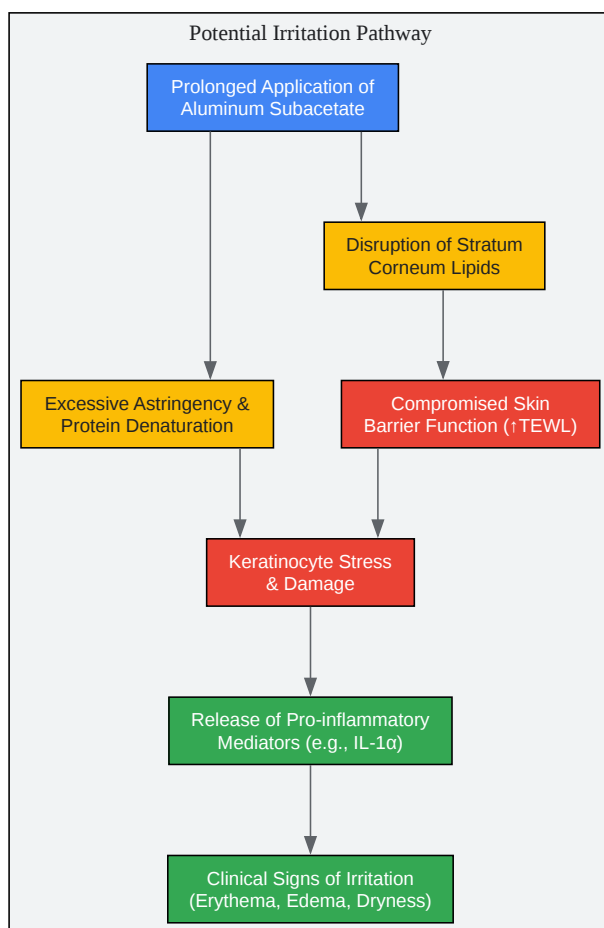 Potential Irritation Pathway
Prolonged Application of
Aluminum Subacetate
Disruption of Stratum
Corneum Lipids
Excessive Astringency &
Protein Denaturation
Compromised Skin
Barrier Function (↑TEWL)
Keratinocyte Stress
& Damage
Release of Pro-inflammatory
Mediators (e.g., IL-1α)
Clinical Signs of Irritation
(Erythema, Edema, Dryness)